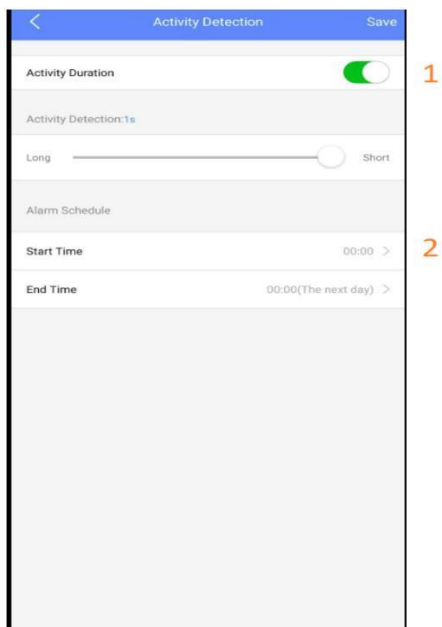 Activity Detection Save
Activity Duration 1
Activity Detection:1s
Long Short
Alarm Schedule
Start Time 00:00 > 2
End Time 00:00(The next day) >